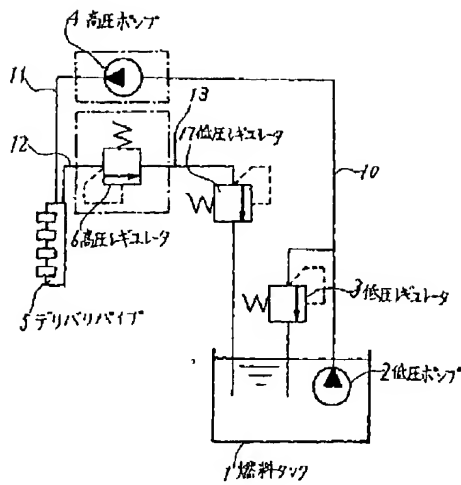 4 高圧ポンプ
11
13
12
17 低圧レギュレータ
10
6 高圧レギュレータ
5 デリバリパイプ
3 低圧レギュレータ
2 低圧ポンプ
1 燃料タンク